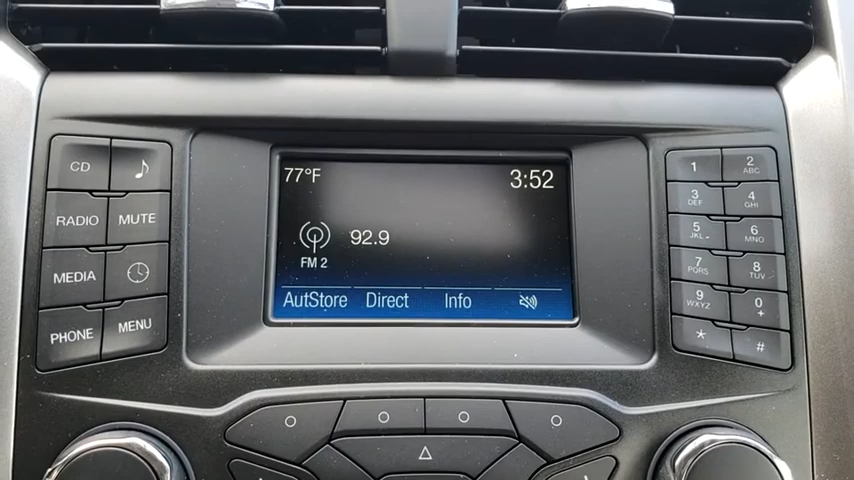 CD
RADIO MUTE
MEDIA
PHONE MENU
77°F 3:52
92.9
FM 2
AutStore Direct Info
1 2 ABC
3 DEF 4 GHI
5 JKL- 6 MNO
7 PQRS 8 TUV
9 WXYZ 0 +
* #